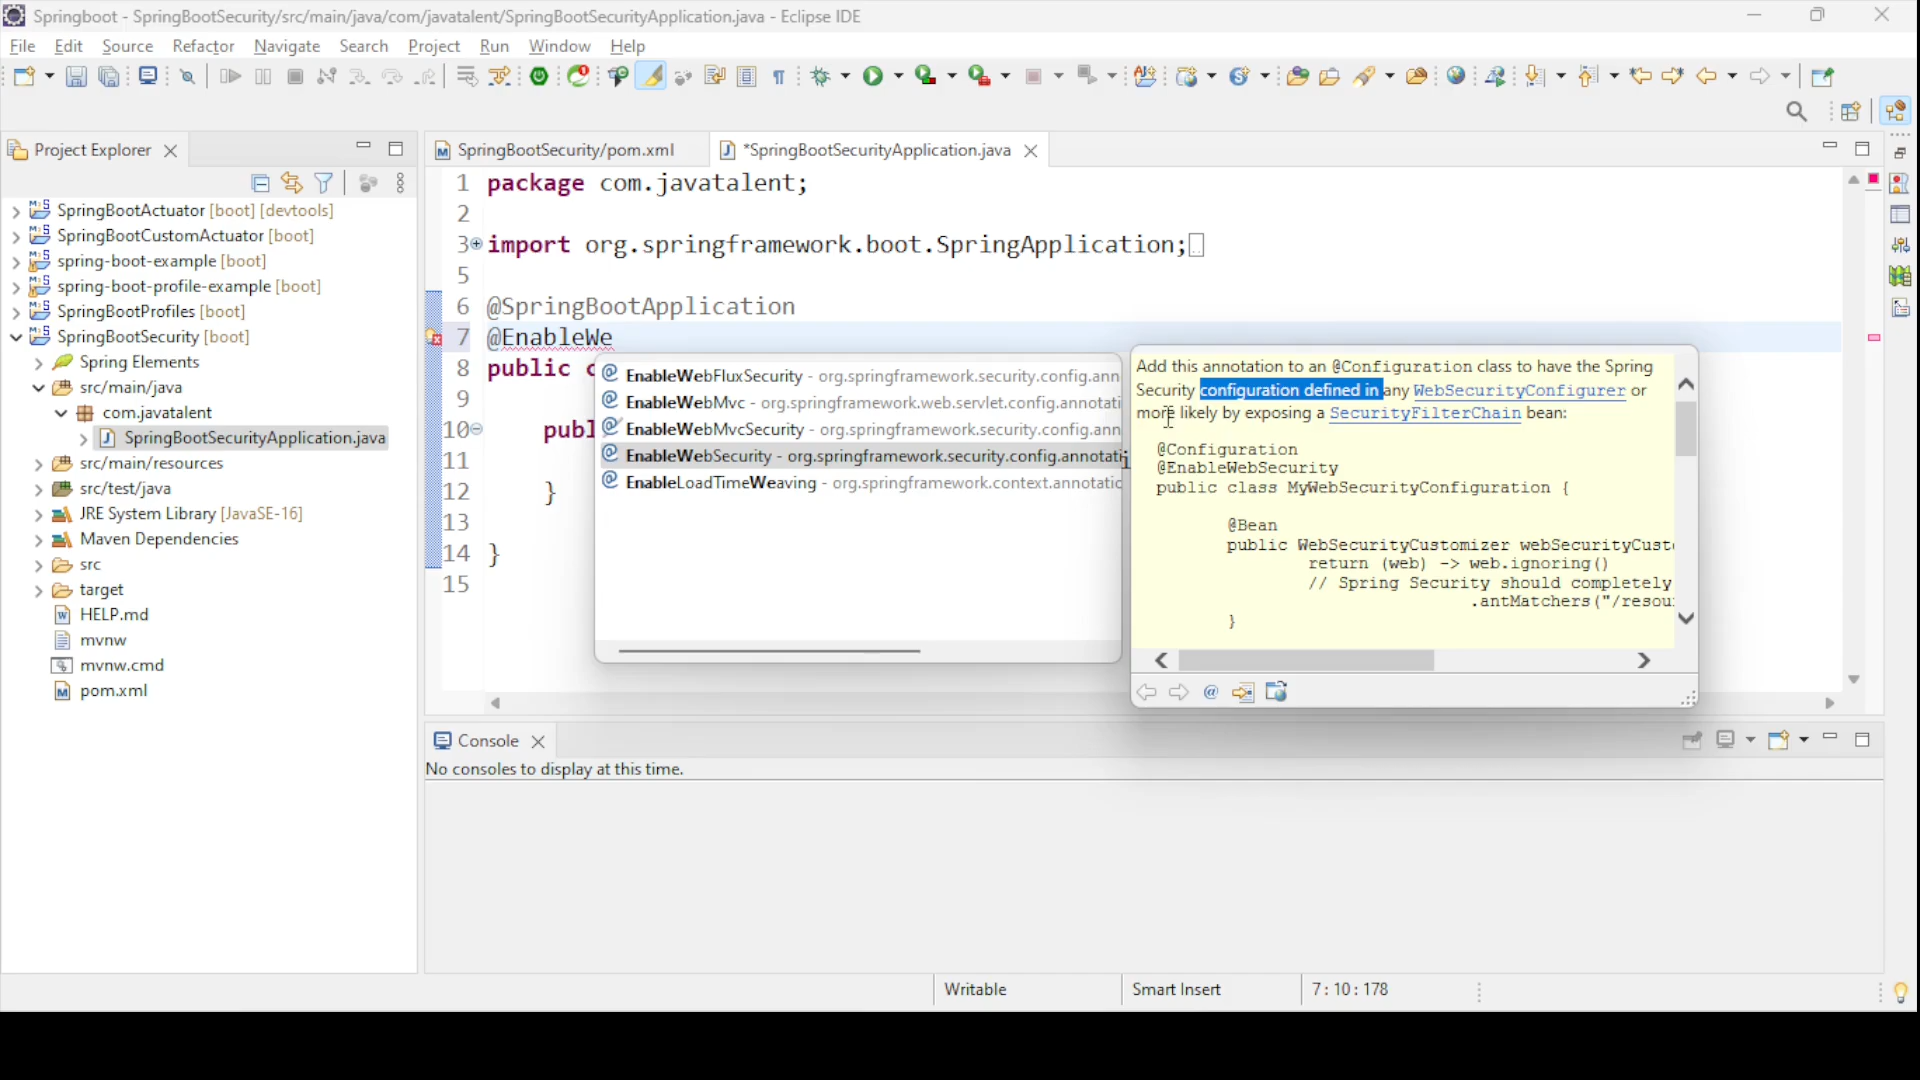 Springboot - SpringBootSecurity/src/main/java/com/javatalent/SpringBootSecurityApplication.java - Eclipse IDE
File Edit Source Refactor Navigate Search Project Run Window Help
Project Explorer
SpringBootActuator [boot] [devtools]
SpringBootCustomActuator [boot]
spring-boot-example [boot]
spring-boot-profile-example [boot]
SpringBootProfiles [boot]
SpringBootSecurity [boot]
Spring Elements
src/main/java
com.javatalent
SpringBootSecurityApplication.java
src/main/resources
src/test/java
JRE System Library [JavaSE-16]
Maven Dependencies
src
target
HELP.md
mvnw
mvnw.cmd
pom.xml
SpringBootSecurity/pom.xml
*SpringBootSecurityApplication.java
1 package com.javatalent;
2
3 import org.springframework.boot.SpringApplication;
5
6 @SpringBootApplication
7 @EnableWe
8 public c
9
10 publ
11
12 }
13
14 }
15
EnableWebFluxSecurity - org.springframework.security.config.ann
EnableWebMvc - org.springframework.web.servlet.config.annotati
EnableWebMvcSecurity - org.springframework.security.config.ann
EnableWebSecurity - org.springframework.security.config.annotati
EnableLoadTimeWeaving - org.springframework.context.annotatic
Add this annotation to an @Configuration class to have the Spring
Security configuration defined in any WebSecurityConfigurer or
more likely by exposing a SecurityFilterChain bean:
@Configuration
@EnableWebSecurity
public class MyWebSecurityConfiguration {
@Bean
public WebSecurityCustomizer webSecurityCust
return (web) -> web.ignoring()
// Spring Security should completely
.antMatchers("/resou
}
Console
No consoles to display at this time.
Writable
Smart Insert
7 : 10 : 178